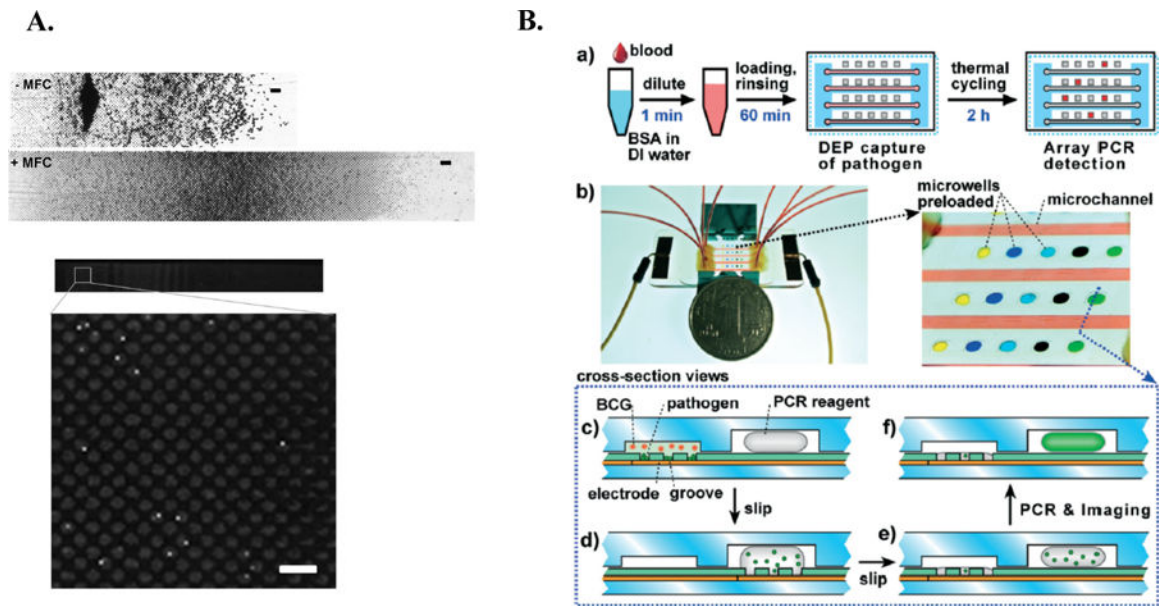 A.
- MFC
+ MFC
B.
a)
blood
dilute
1 min
BSA in
DI water
loading,
rinsing
60 min
DEP capture
of pathogen
thermal
cycling
2 h
Array PCR
detection
b)
microwells
preloaded
microchannel
cross-section views
c)
BCG
pathogen
PCR reagent
electrode
groove
slip
d)
slip
e)
PCR & Imaging
f)